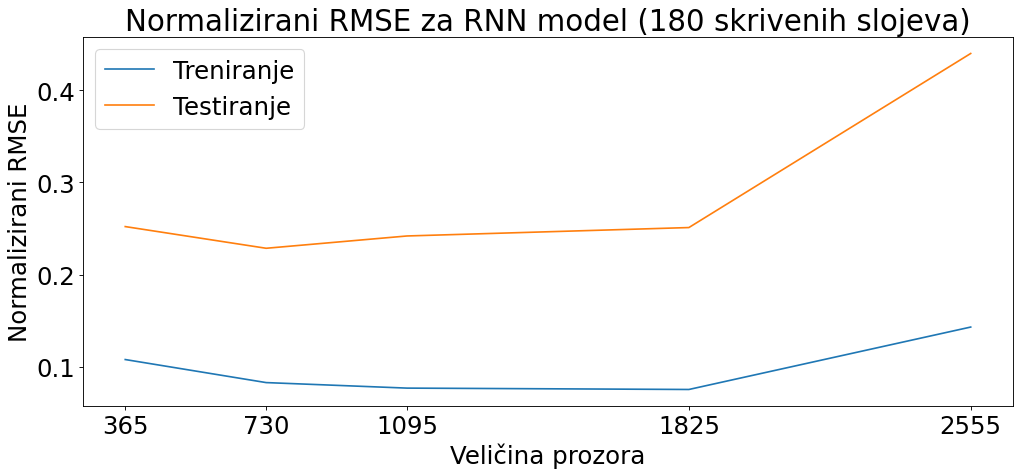 Normalizirani RMSE za RNN model (180 skrivenih slojeva)
Treniranje
Testiranje
Normalizirani RMSE
0.4
0.3
0.2
0.1
365 730 1095 1825 2555
Veličina prozora